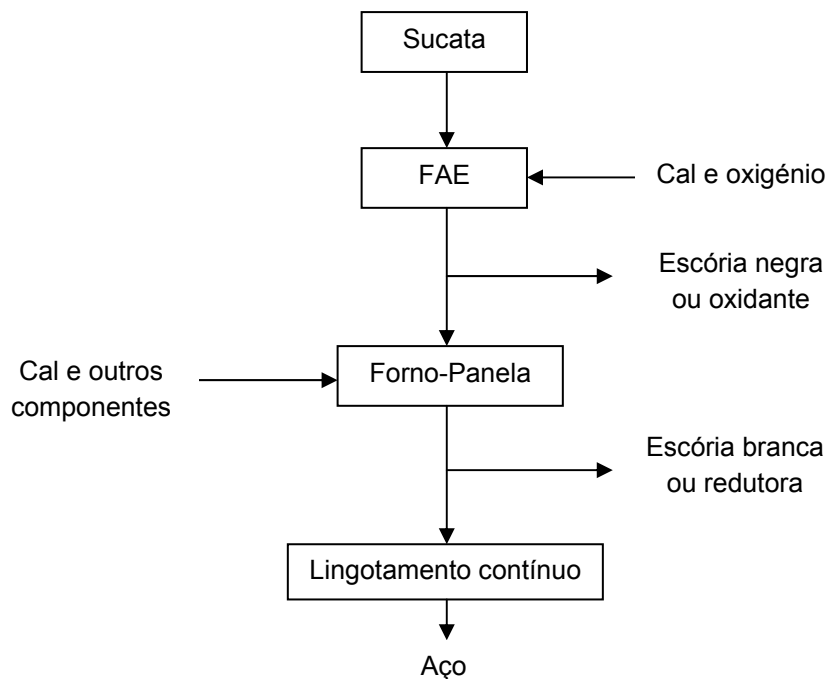 Sucata
FAE
Cal e oxigénio
Escória negra
ou oxidante
Cal e outros
componentes
Forno-Panela
Escória branca
ou redutora
Lingotamento contínuo
Aço